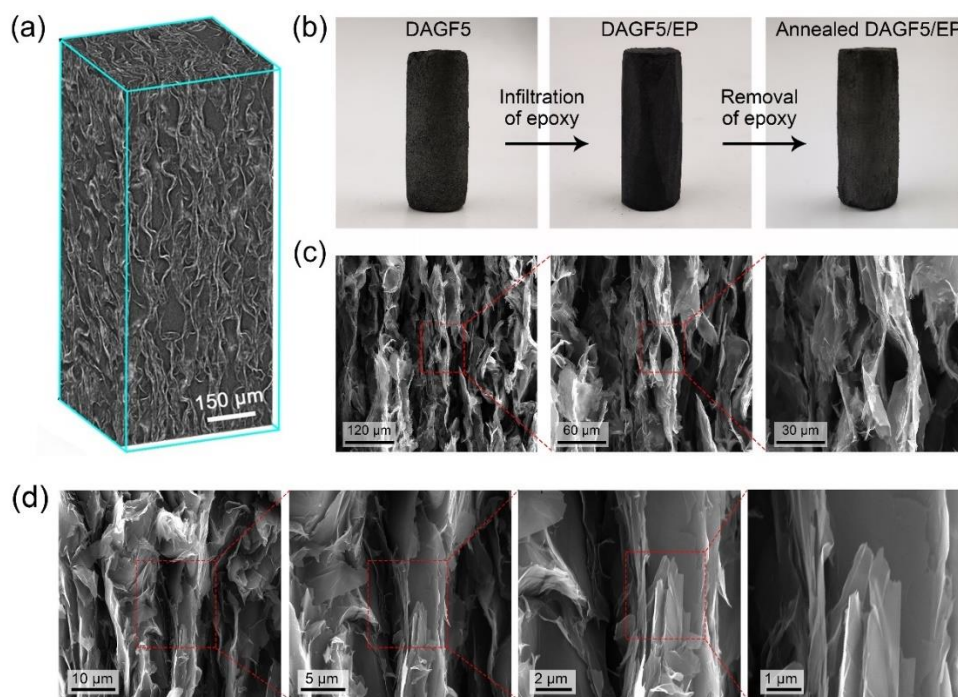 (a)
150 µm
(b)
DAGF5
Infiltration
of epoxy
DAGF5/EP
Removal
of epoxy
Annealed DAGF5/EP
(c)
120 µm
60 µm
30 µm
(d)
10 µm
5 µm
2 µm
1 µm